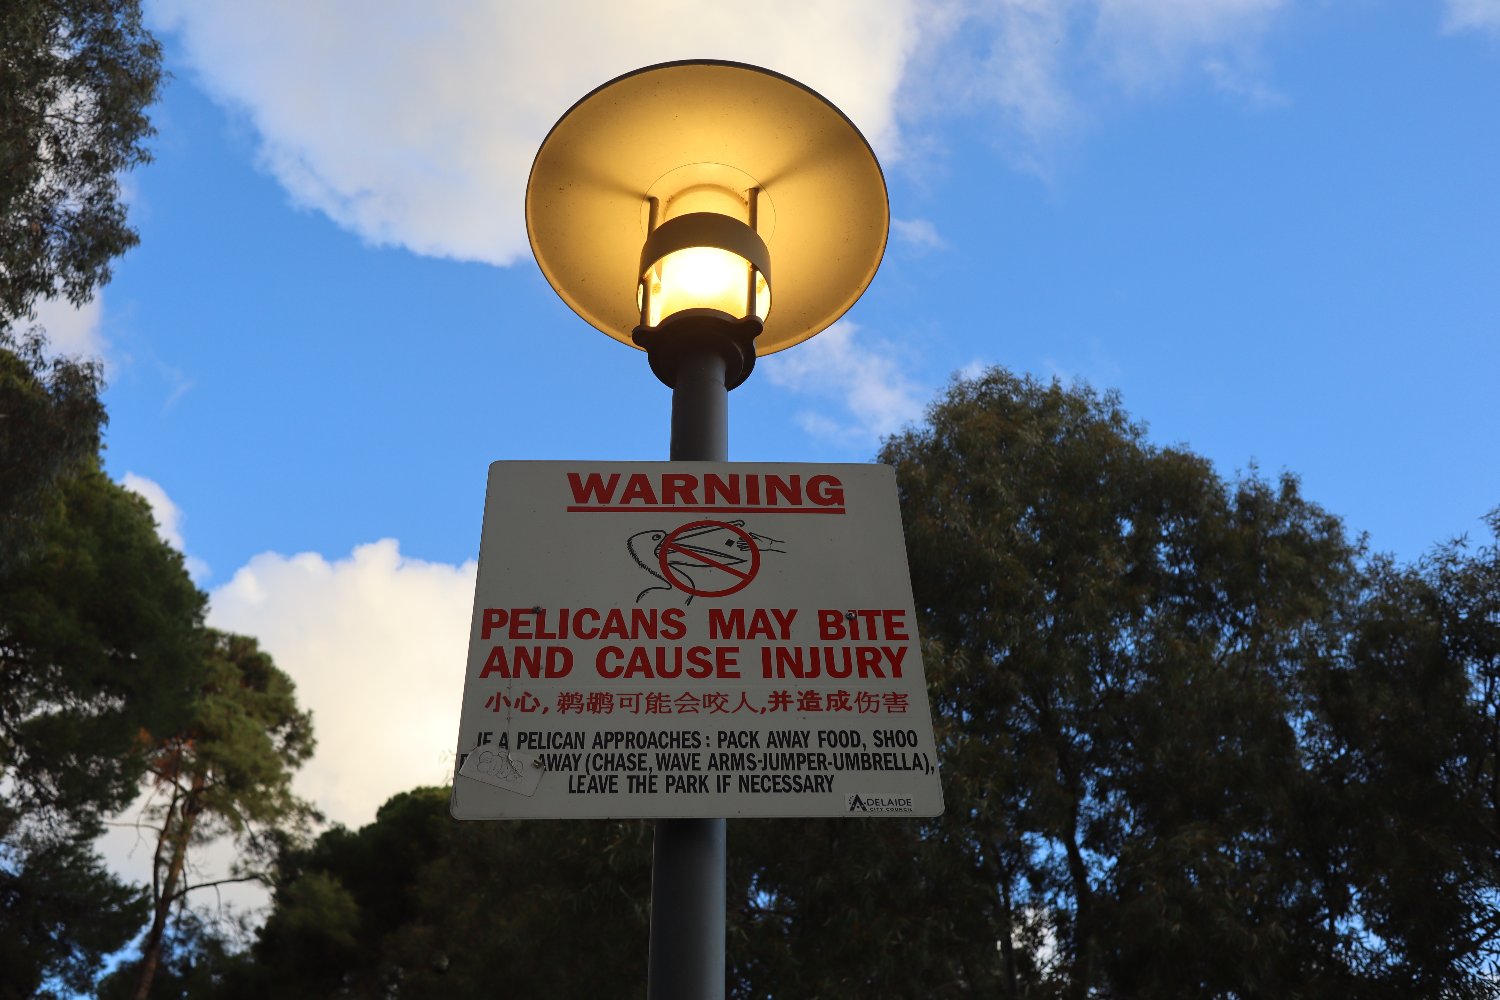 WARNING
PELICANS MAY BITE
AND CAUSE INJURY
小心,鹈鹕可能会咬人,并造成伤害
IF A PELICAN APPROACHES: PACK AWAY FOOD, SHOO
AWAY (CHASE, WAVE ARMS-JUMPER-UMBRELLA),
LEAVE THE PARK IF NECESSARY
ADELAIDE
CITY COUNCIL